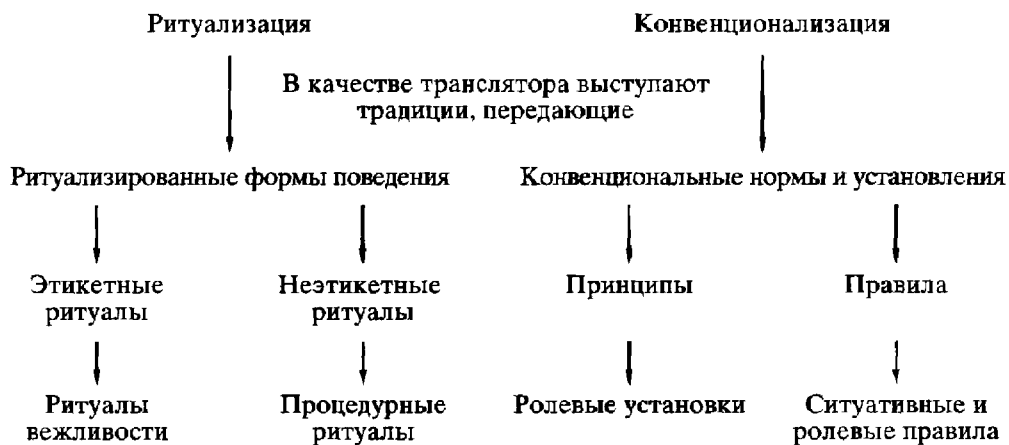 Ритуализация Конвенционализация
В качестве транслятора выступают
традиции, передающие
Ритуализированные формы поведения Конвенциональные нормы и установления
Этикетные Неэтикетные Принципы Правила
ритуалы ритуалы
Ритуалы Процедурные Ролевые установки Ситуативные и
вежливости ритуалы ролевые правила